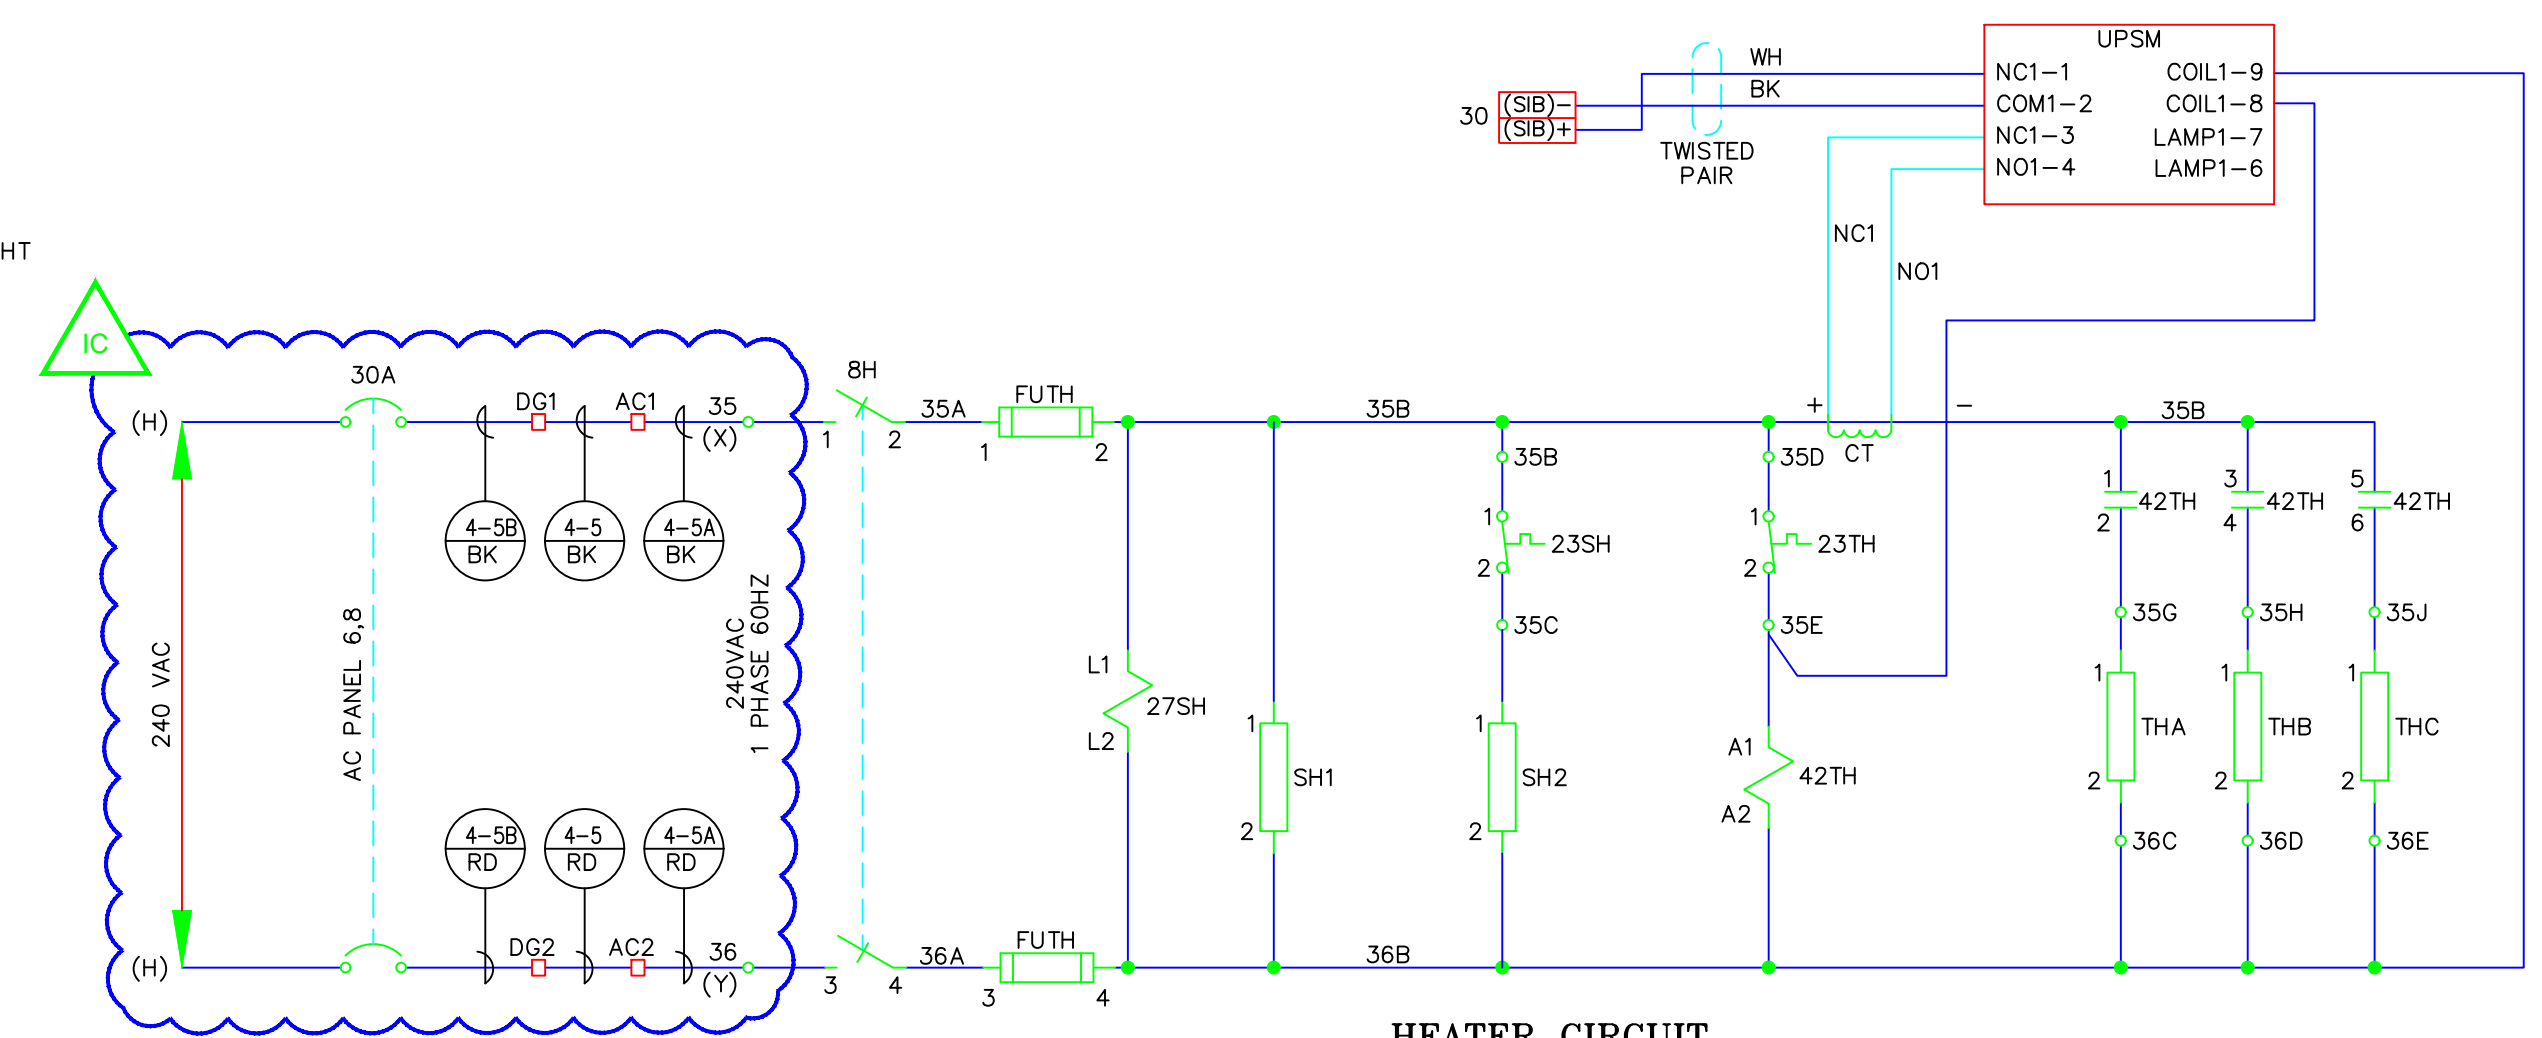 UPSM
WH
NC1-1 COIL1-9
BK
30 (SIB)- COM1-2 COIL1-8
(SIB)+ NC1-3 LAMP1-7
TWISTED
PAIR
NO1-4 LAMP1-6
HT
NC1
NO1
IC
30A 8H
(H) DG1 AC1 35 35A FUTH 35B + - 35B
(X) 1 2 1 2 CT
35B 35D
1 3 5
42TH 42TH 42TH
2 4 6
4-5B 4-5 4-5A
BK BK BK
1 1
23SH 23TH
2 2
35C 35E 35G 35H 35J
240 VAC
AC PANEL 6,8
240VAC
1 PHASE 60HZ
L1
27SH
L2
1 1 1
THA THB THC
2 2 2
1 1
SH1 SH2
2 2
A1
42TH
A2
4-5B 4-5 4-5A
RD RD RD
36C 36D 36E
(H) DG2 AC2 36 36A FUTH 36B
(Y) 3 4 3 4
HEATER CIRCUIT